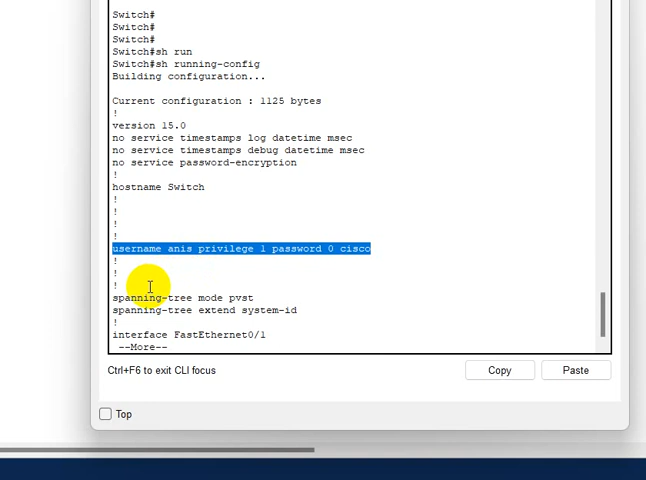 Switch#
Switch#
Switch#
Switch#sh run
Switch#sh running-config
Building configuration...
Current configuration : 1125 bytes
!
version 15.0
no service timestamps log datetime msec
no service timestamps debug datetime msec
no service password-encryption
!
hostname Switch
!
!
!
!
username anis privilege 1 password 0 cisco
!
!
!
spanning-tree mode pvst
spanning-tree extend system-id
!
interface FastEthernet0/1
--More--
Ctrl+F6 to exit CLI focus
Copy
Paste
Top